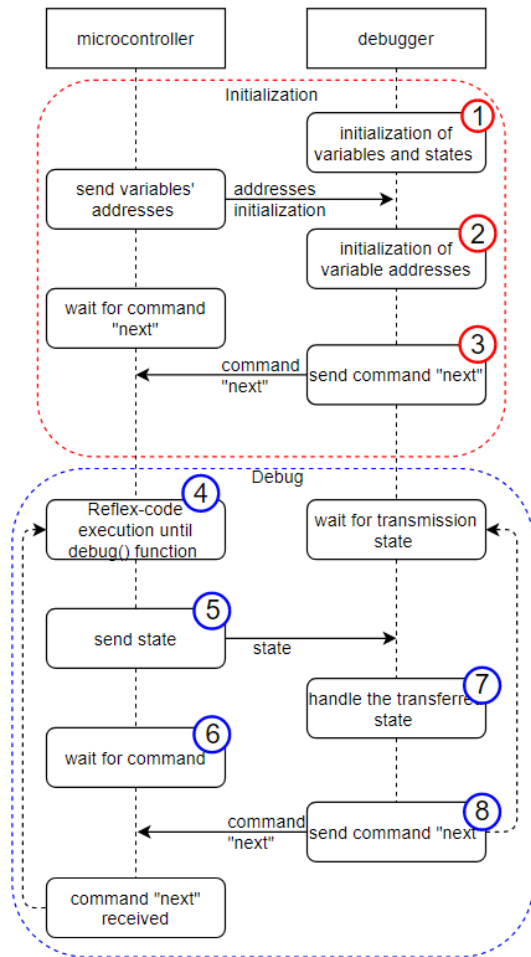 microcontroller
debugger
Initialization
1
initialization of
variables and states
send variables'
addresses
addresses
initialization
2
initialization of
variable addresses
wait for command
"next"
3
command
"next"
send command "next"
Debug
4
Reflex-code
execution until
debug() function
wait for transmission
state
5
send state
state
7
handle the transferred
state
6
wait for command
8
command
"next"
send command "next"
command "next"
received